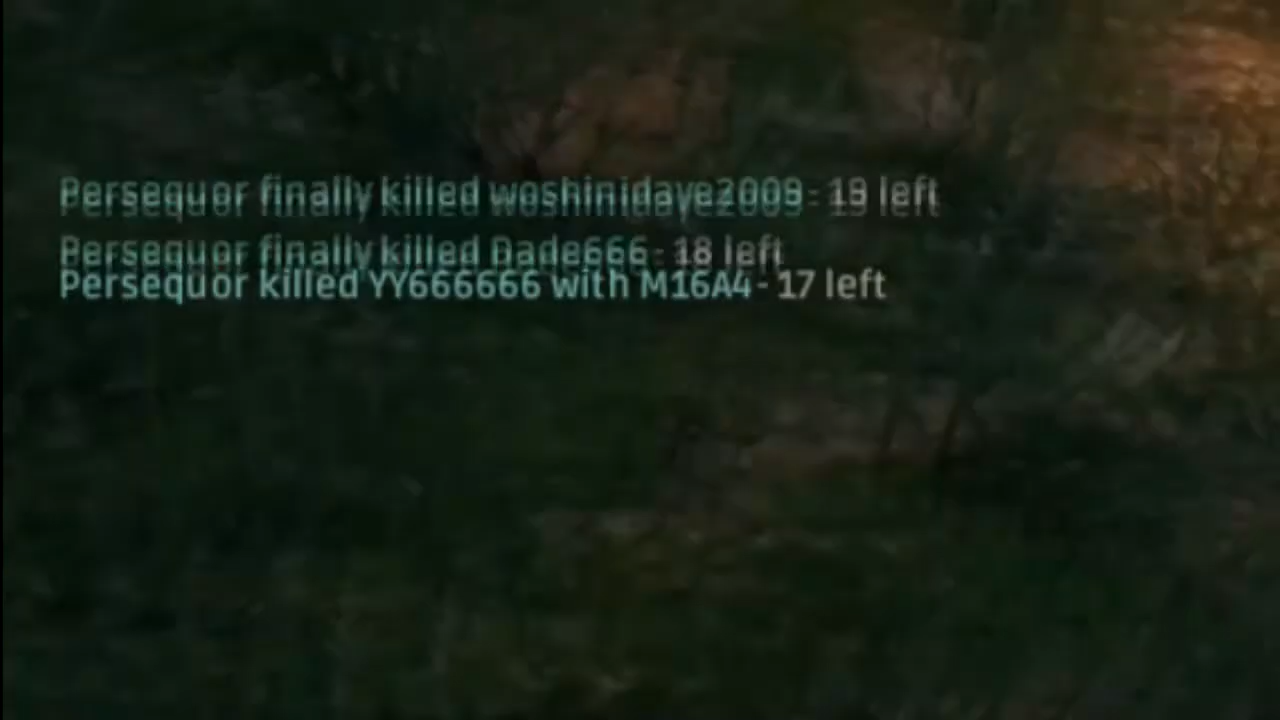 Persequor finally killed woshinidaye2009 - 19 left
Persequor finally killed Dade666 - 18 left
Persequor killed YY666666 with M16A4 - 17 left